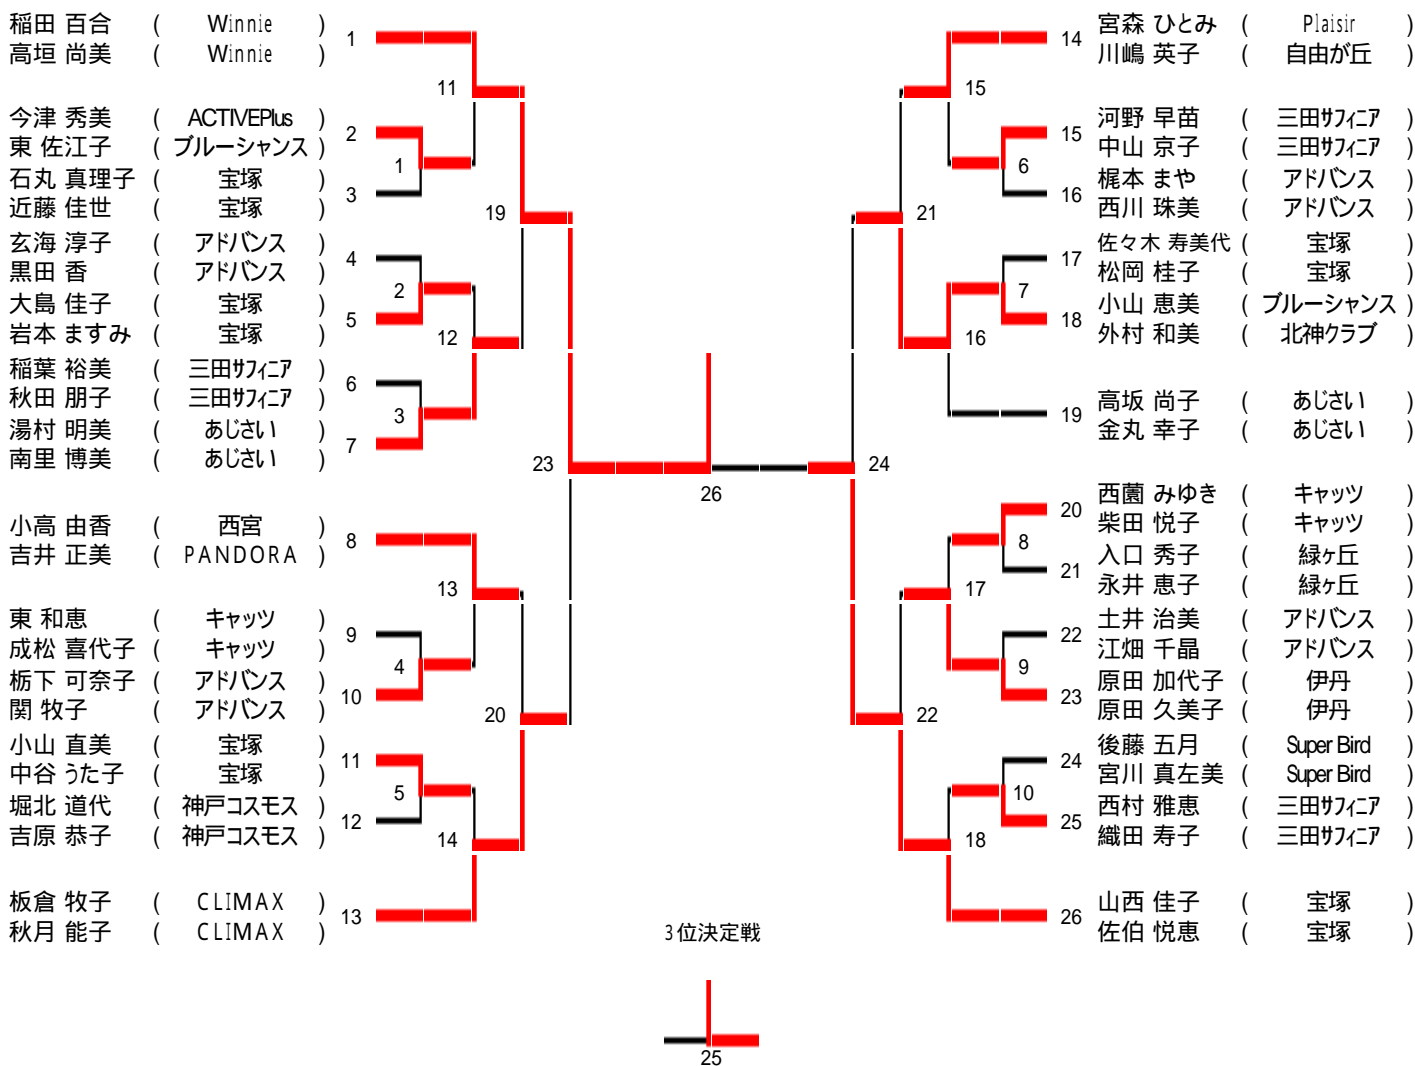 稲田 百合 ( Winnie )
高垣 尚美 ( Winnie )
1
今津 秀美 ( ACTIVEPlus )
東 佐江子 ( ブルーシャンス )
2
石丸 真理子 ( 宝塚 )
近藤 佳世 ( 宝塚 )
3
玄海 淳子 ( アドバンス )
黒田 香 ( アドバンス )
4
大島 佳子 ( 宝塚 )
岩本 ますみ ( 宝塚 )
5
稲葉 裕美 ( 三田サフィニア )
秋田 朋子 ( 三田サフィニア )
6
湯村 明美 ( あじさい )
南里 博美 ( あじさい )
7
小高 由香 ( 西宮 )
吉井 正美 ( PANDORA )
8
東 和恵 ( キャッツ )
成松 喜代子 ( キャッツ )
9
栃下 可奈子 ( アドバンス )
関 牧子 ( アドバンス )
10
小山 直美 ( 宝塚 )
中谷 うた子 ( 宝塚 )
11
堀北 道代 ( 神戸コスモス )
吉原 恭子 ( 神戸コスモス )
12
板倉 牧子 ( CLIMAX )
秋月 能子 ( CLIMAX )
13
1
2
3
4
5
11
12
13
14
19
20
23
26
24
21
22
15
16
17
18
6
7
8
9
10
14
宮森 ひとみ ( Plaisir )
川嶋 英子 ( 自由が丘 )
15
河野 早苗 ( 三田サフィニア )
中山 京子 ( 三田サフィニア )
16
梶本 まや ( アドバンス )
西川 珠美 ( アドバンス )
17
佐々木 寿美代 ( 宝塚 )
松岡 桂子 ( 宝塚 )
18
小山 恵美 ( ブルーシャンス )
外村 和美 ( 北神クラブ )
19
高坂 尚子 ( あじさい )
金丸 幸子 ( あじさい )
20
西薗 みゆき ( キャッツ )
柴田 悦子 ( キャッツ )
21
入口 秀子 ( 緑ヶ丘 )
永井 恵子 ( 緑ヶ丘 )
22
土井 治美 ( アドバンス )
江畑 千晶 ( アドバンス )
23
原田 加代子 ( 伊丹 )
原田 久美子 ( 伊丹 )
24
後藤 五月 ( Super Bird )
宮川 真左美 ( Super Bird )
25
西村 雅恵 ( 三田サフィニア )
織田 寿子 ( 三田サフィニア )
26
山西 佳子 ( 宝塚 )
佐伯 悦恵 ( 宝塚 )
3位決定戦
25